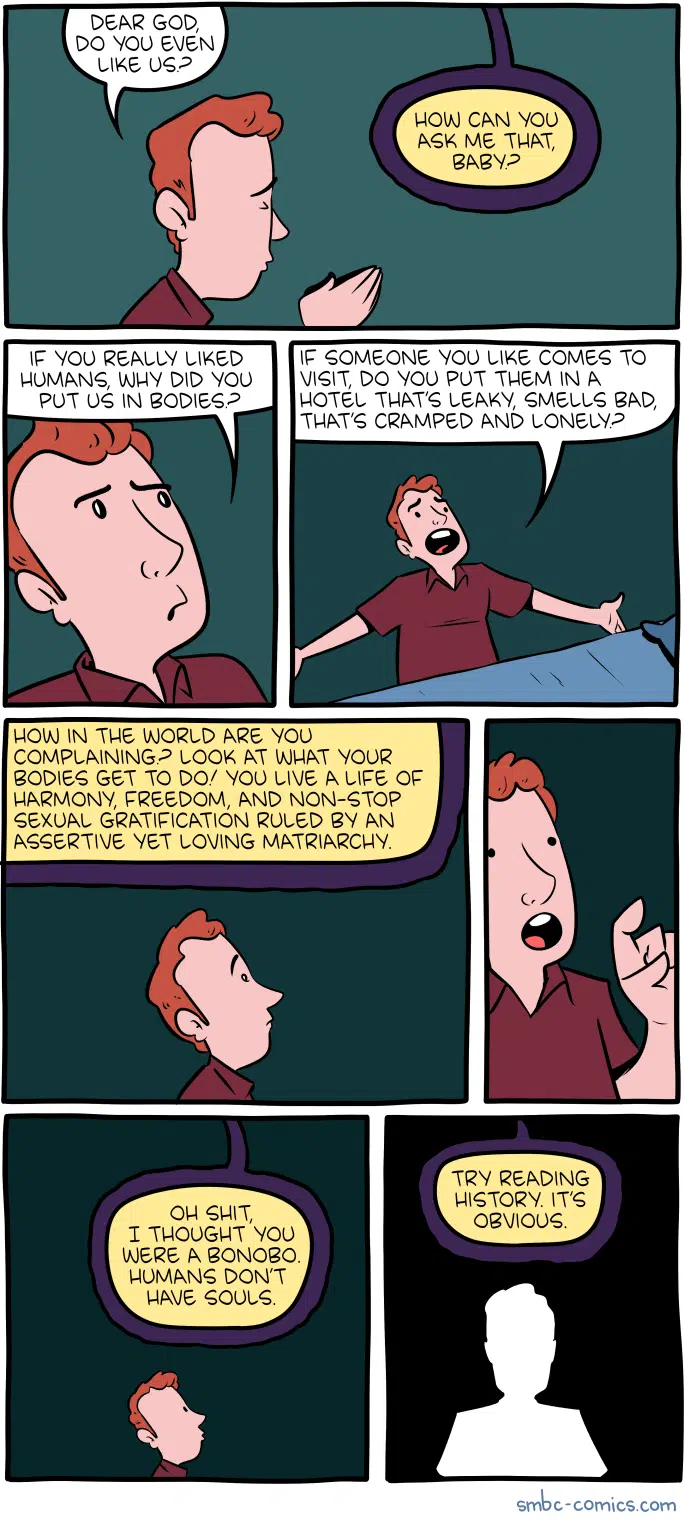 DEAR GOD,
DO YOU EVEN
LIKE US?
HOW CAN YOU
ASK ME THAT,
BABY?
IF YOU REALLY LIKED
HUMANS, WHY DID YOU
PUT US IN BODIES?
IF SOMEONE YOU LIKE COMES TO
VISIT, DO YOU PUT THEM IN A
HOTEL THAT'S LEAKY, SMELLS BAD,
THAT'S CRAMPED AND LONELY?
HOW IN THE WORLD ARE YOU
COMPLAINING? LOOK AT WHAT YOUR
BODIES GET TO DO! YOU LIVE A LIFE OF
HARMONY, FREEDOM, AND NON-STOP
SEXUAL GRATIFICATION RULED BY AN
ASSERTIVE YET LOVING MATRIARCHY.
OH SHIT,
I THOUGHT YOU
WERE A BONOBO.
HUMANS DON'T
HAVE SOULS.
TRY READING
HISTORY. IT'S
OBVIOUS.
smbc-comics.com